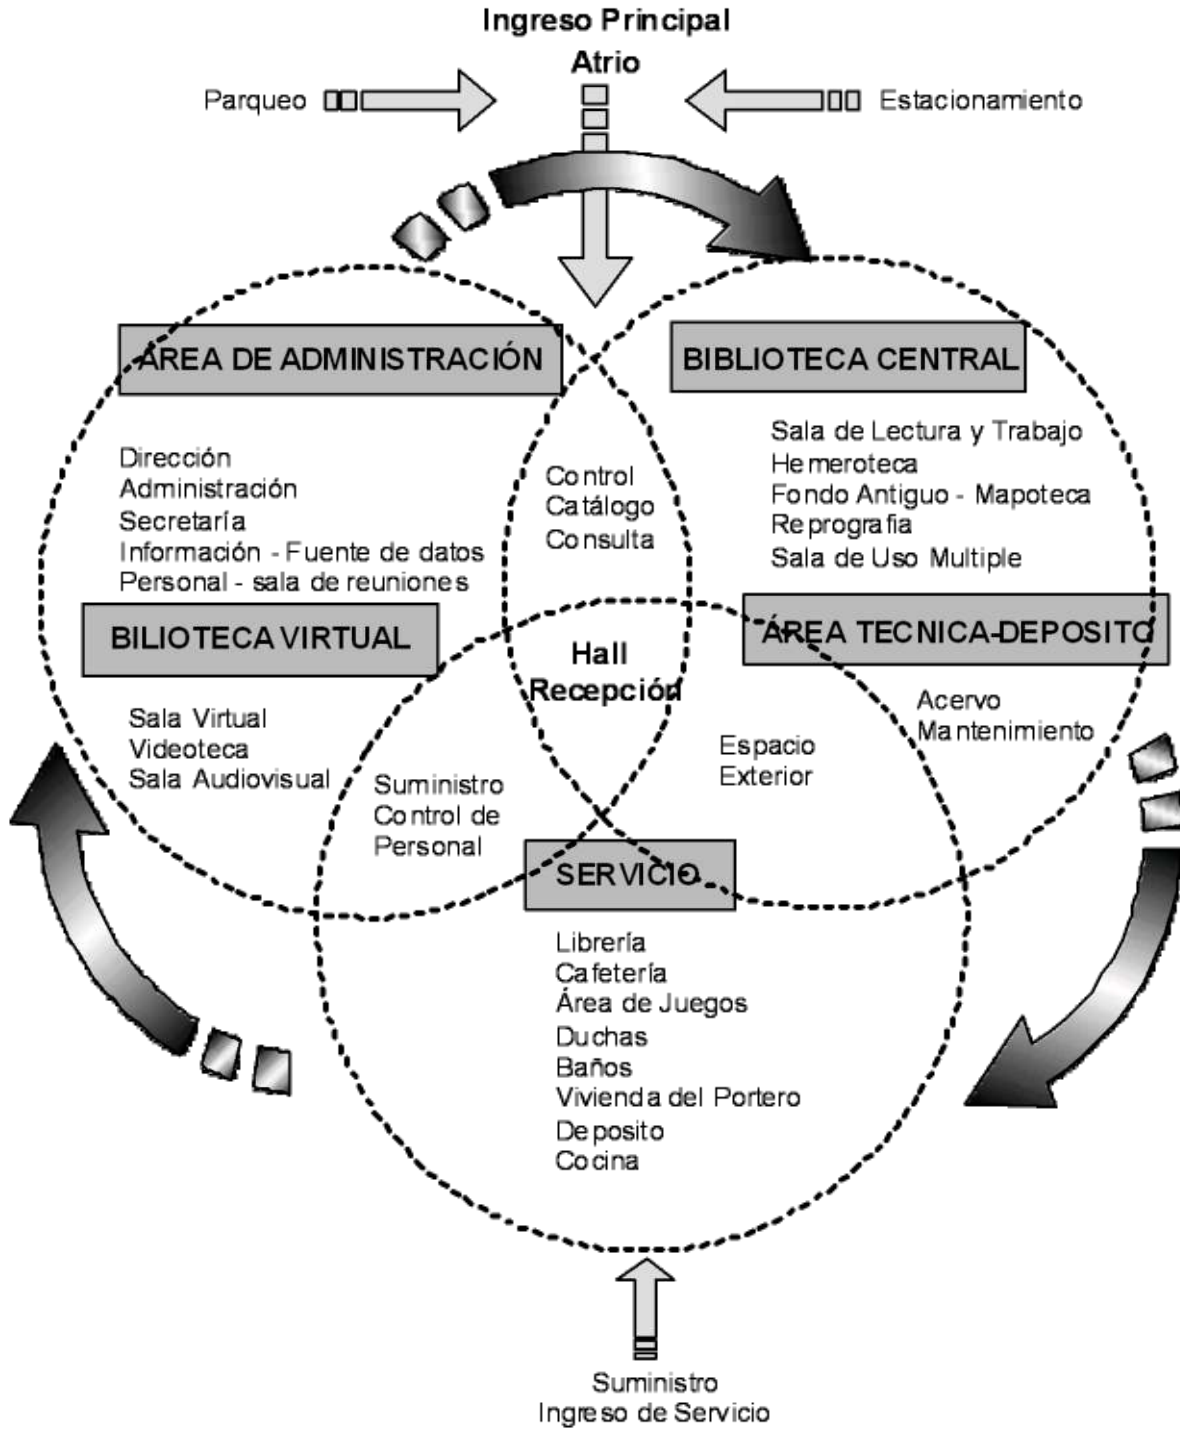 Ingreso Principal
Atrio
Parqueo
Estacionamiento
ÁREA DE ADMINISTRACIÓN
BIBLIOTECA CENTRAL
Dirección
Administración
Secretaría
Información - Fuente de datos
Personal - sala de reuniones
Control
Catálogo
Consulta
Sala de Lectura y Trabajo
Hemeroteca
Fondo Antiguo - Mapoteca
Reprografia
Sala de Uso Multiple
BILIOTECA VIRTUAL
Hall
Recepción
ÁREA TECNICA-DEPOSITO
Sala Virtual
Videoteca
Sala Audiovisual
Suministro
Control de
Personal
Espacio
Exterior
Acervo
Mantenimiento
SERVICIO
Librería
Cafetería
Área de Juegos
Duchas
Baños
Vivienda del Portero
Deposito
Cocina
Suministro
Ingreso de Servicio